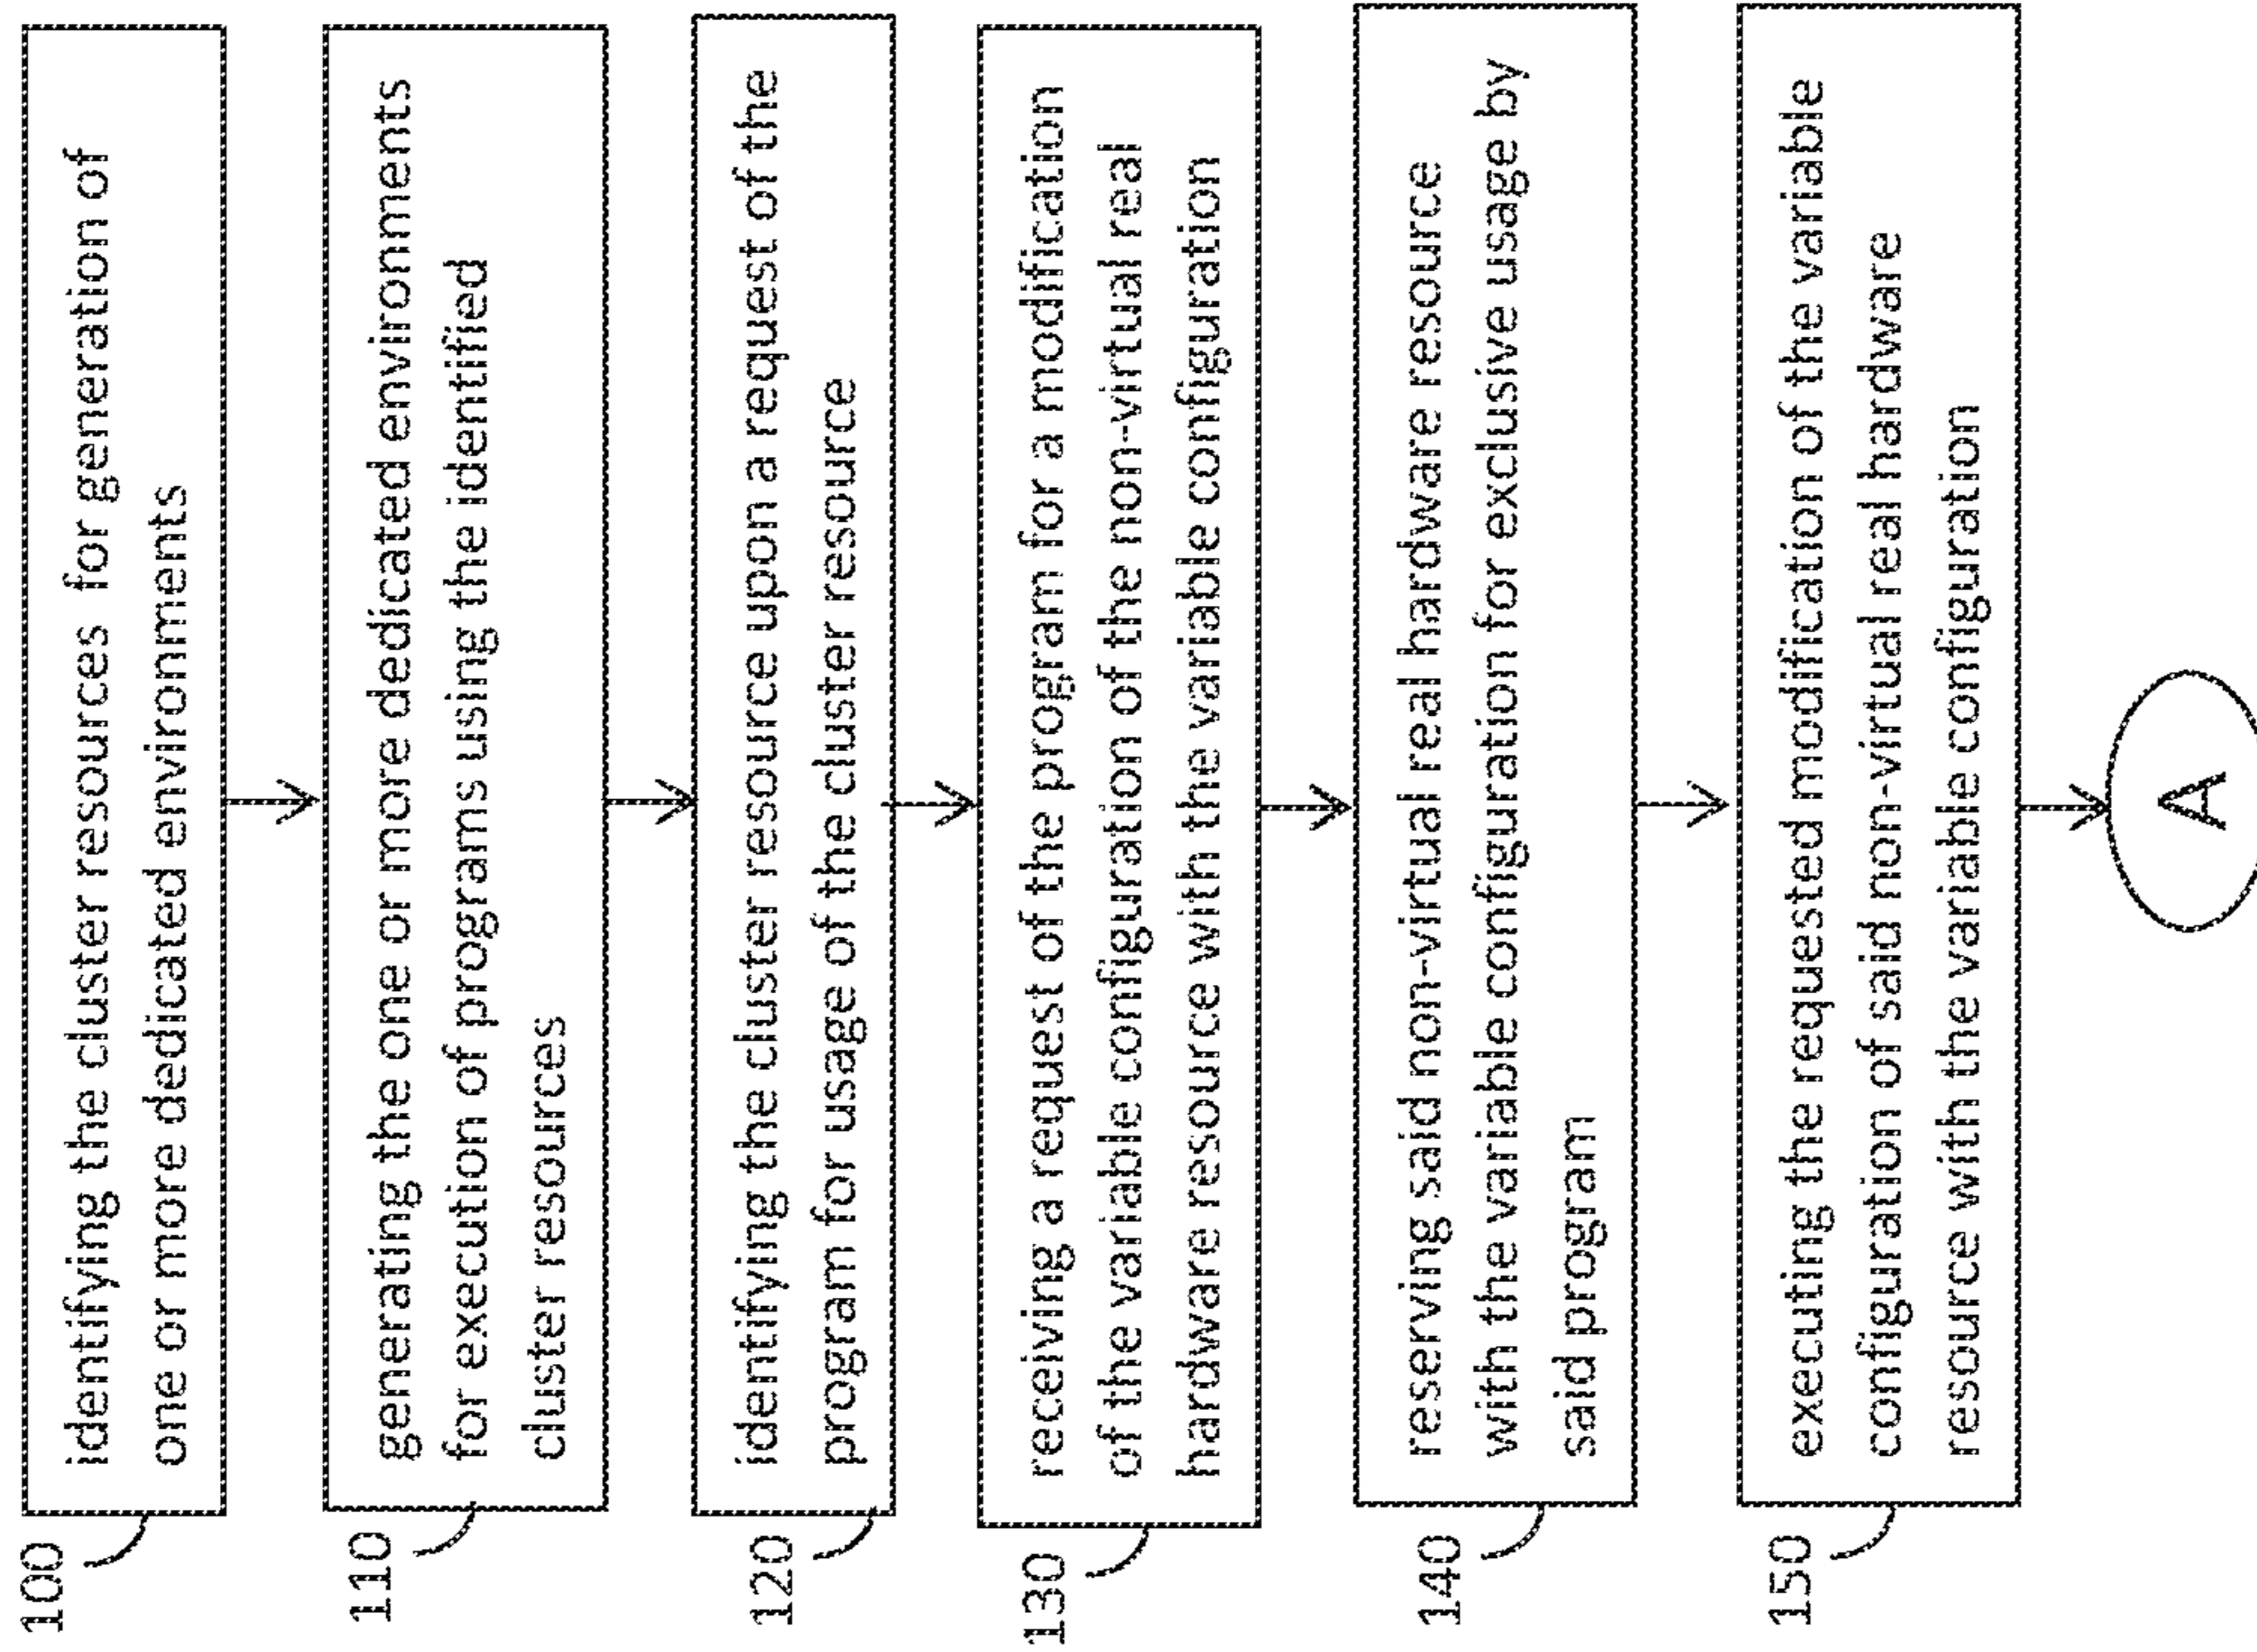 100
identifying the cluster resources for generation of
one or more dedicated environments
110
generating the one or more dedicated environments
for execution of programs using the identified
cluster resources
120
identifying the cluster resource upon a request of the
program for usage of the cluster resource
130
receiving a request of the program for a modification
of the variable configuration of the non-virtual real
hardware resource with the variable configuration
140
reserving said non-virtual real hardware resource
with the variable configuration for exclusive usage by
said program
150
executing the requested modification of the variable
configuration of said non-virtual real hardware
resource with the variable configuration
A